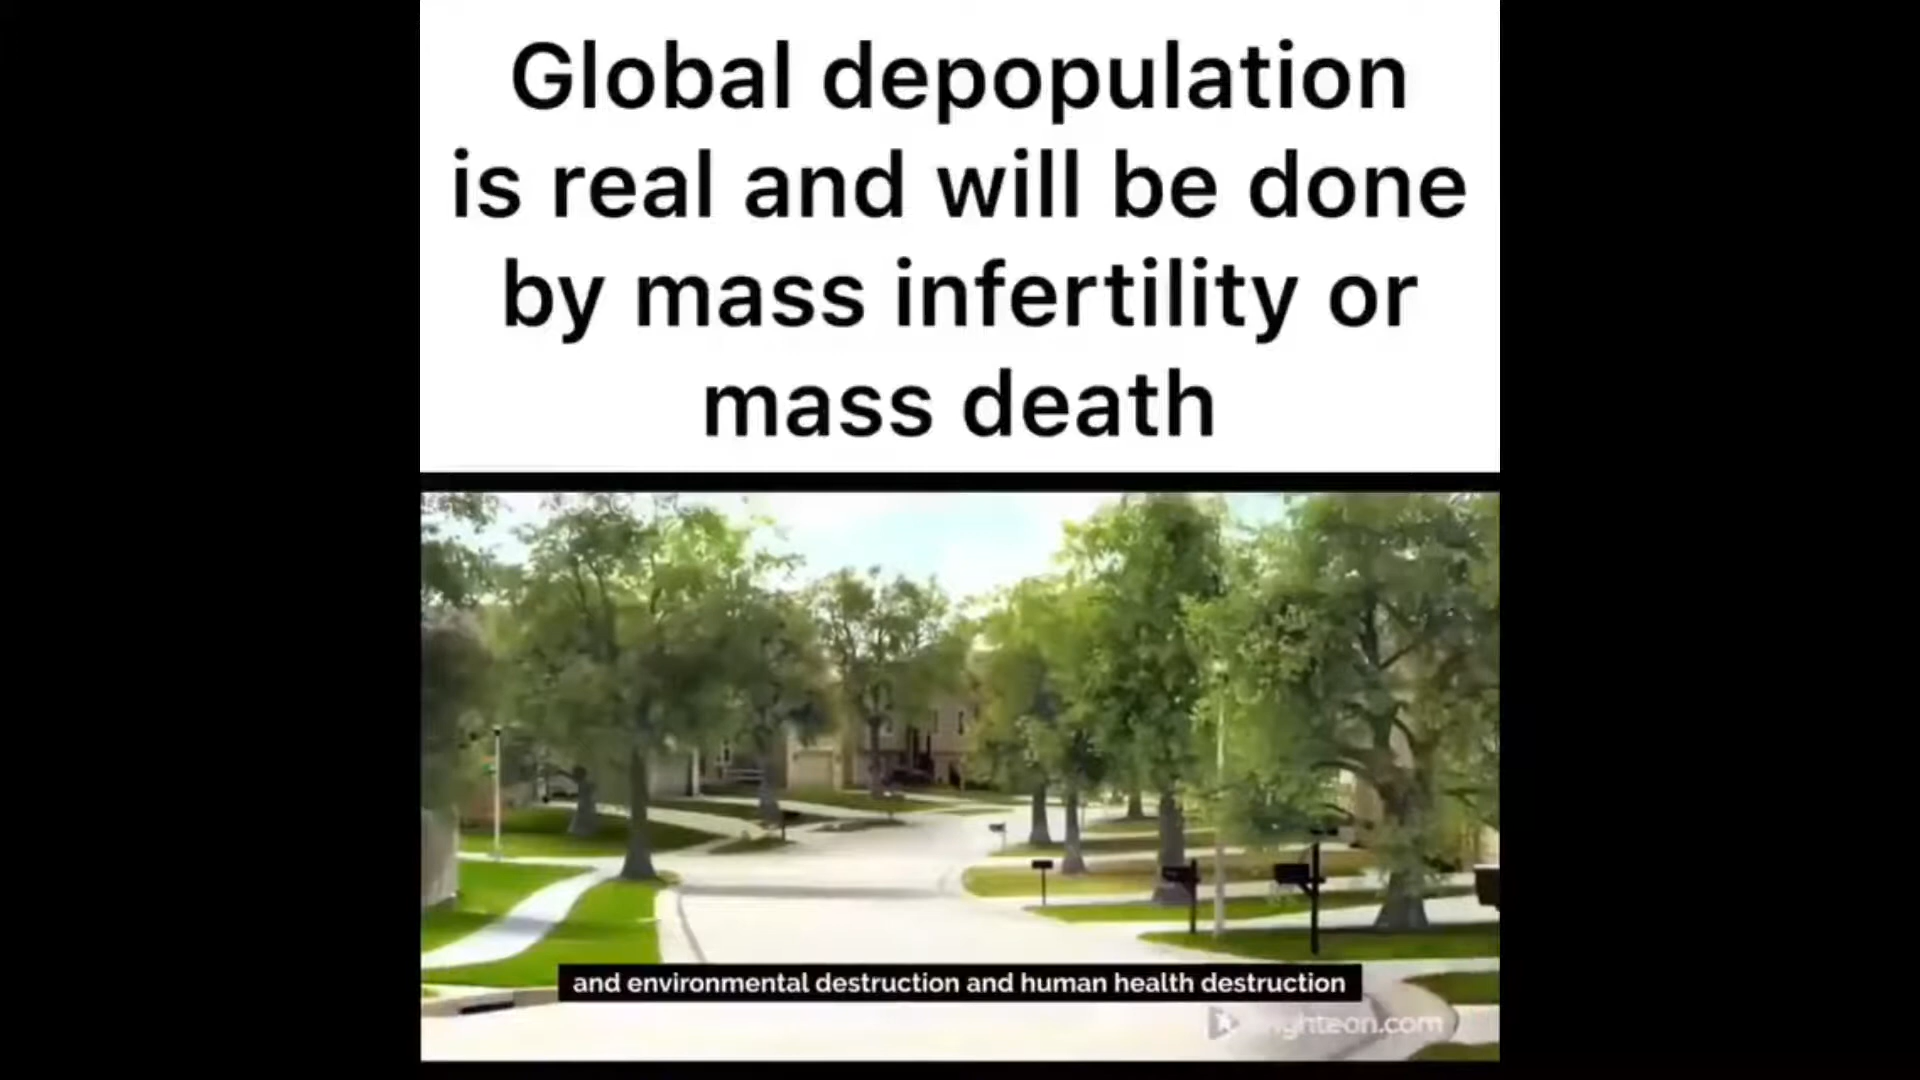 Global depopulation
is real and will be done
by mass infertility or
mass death
and environmental destruction and human health destruction